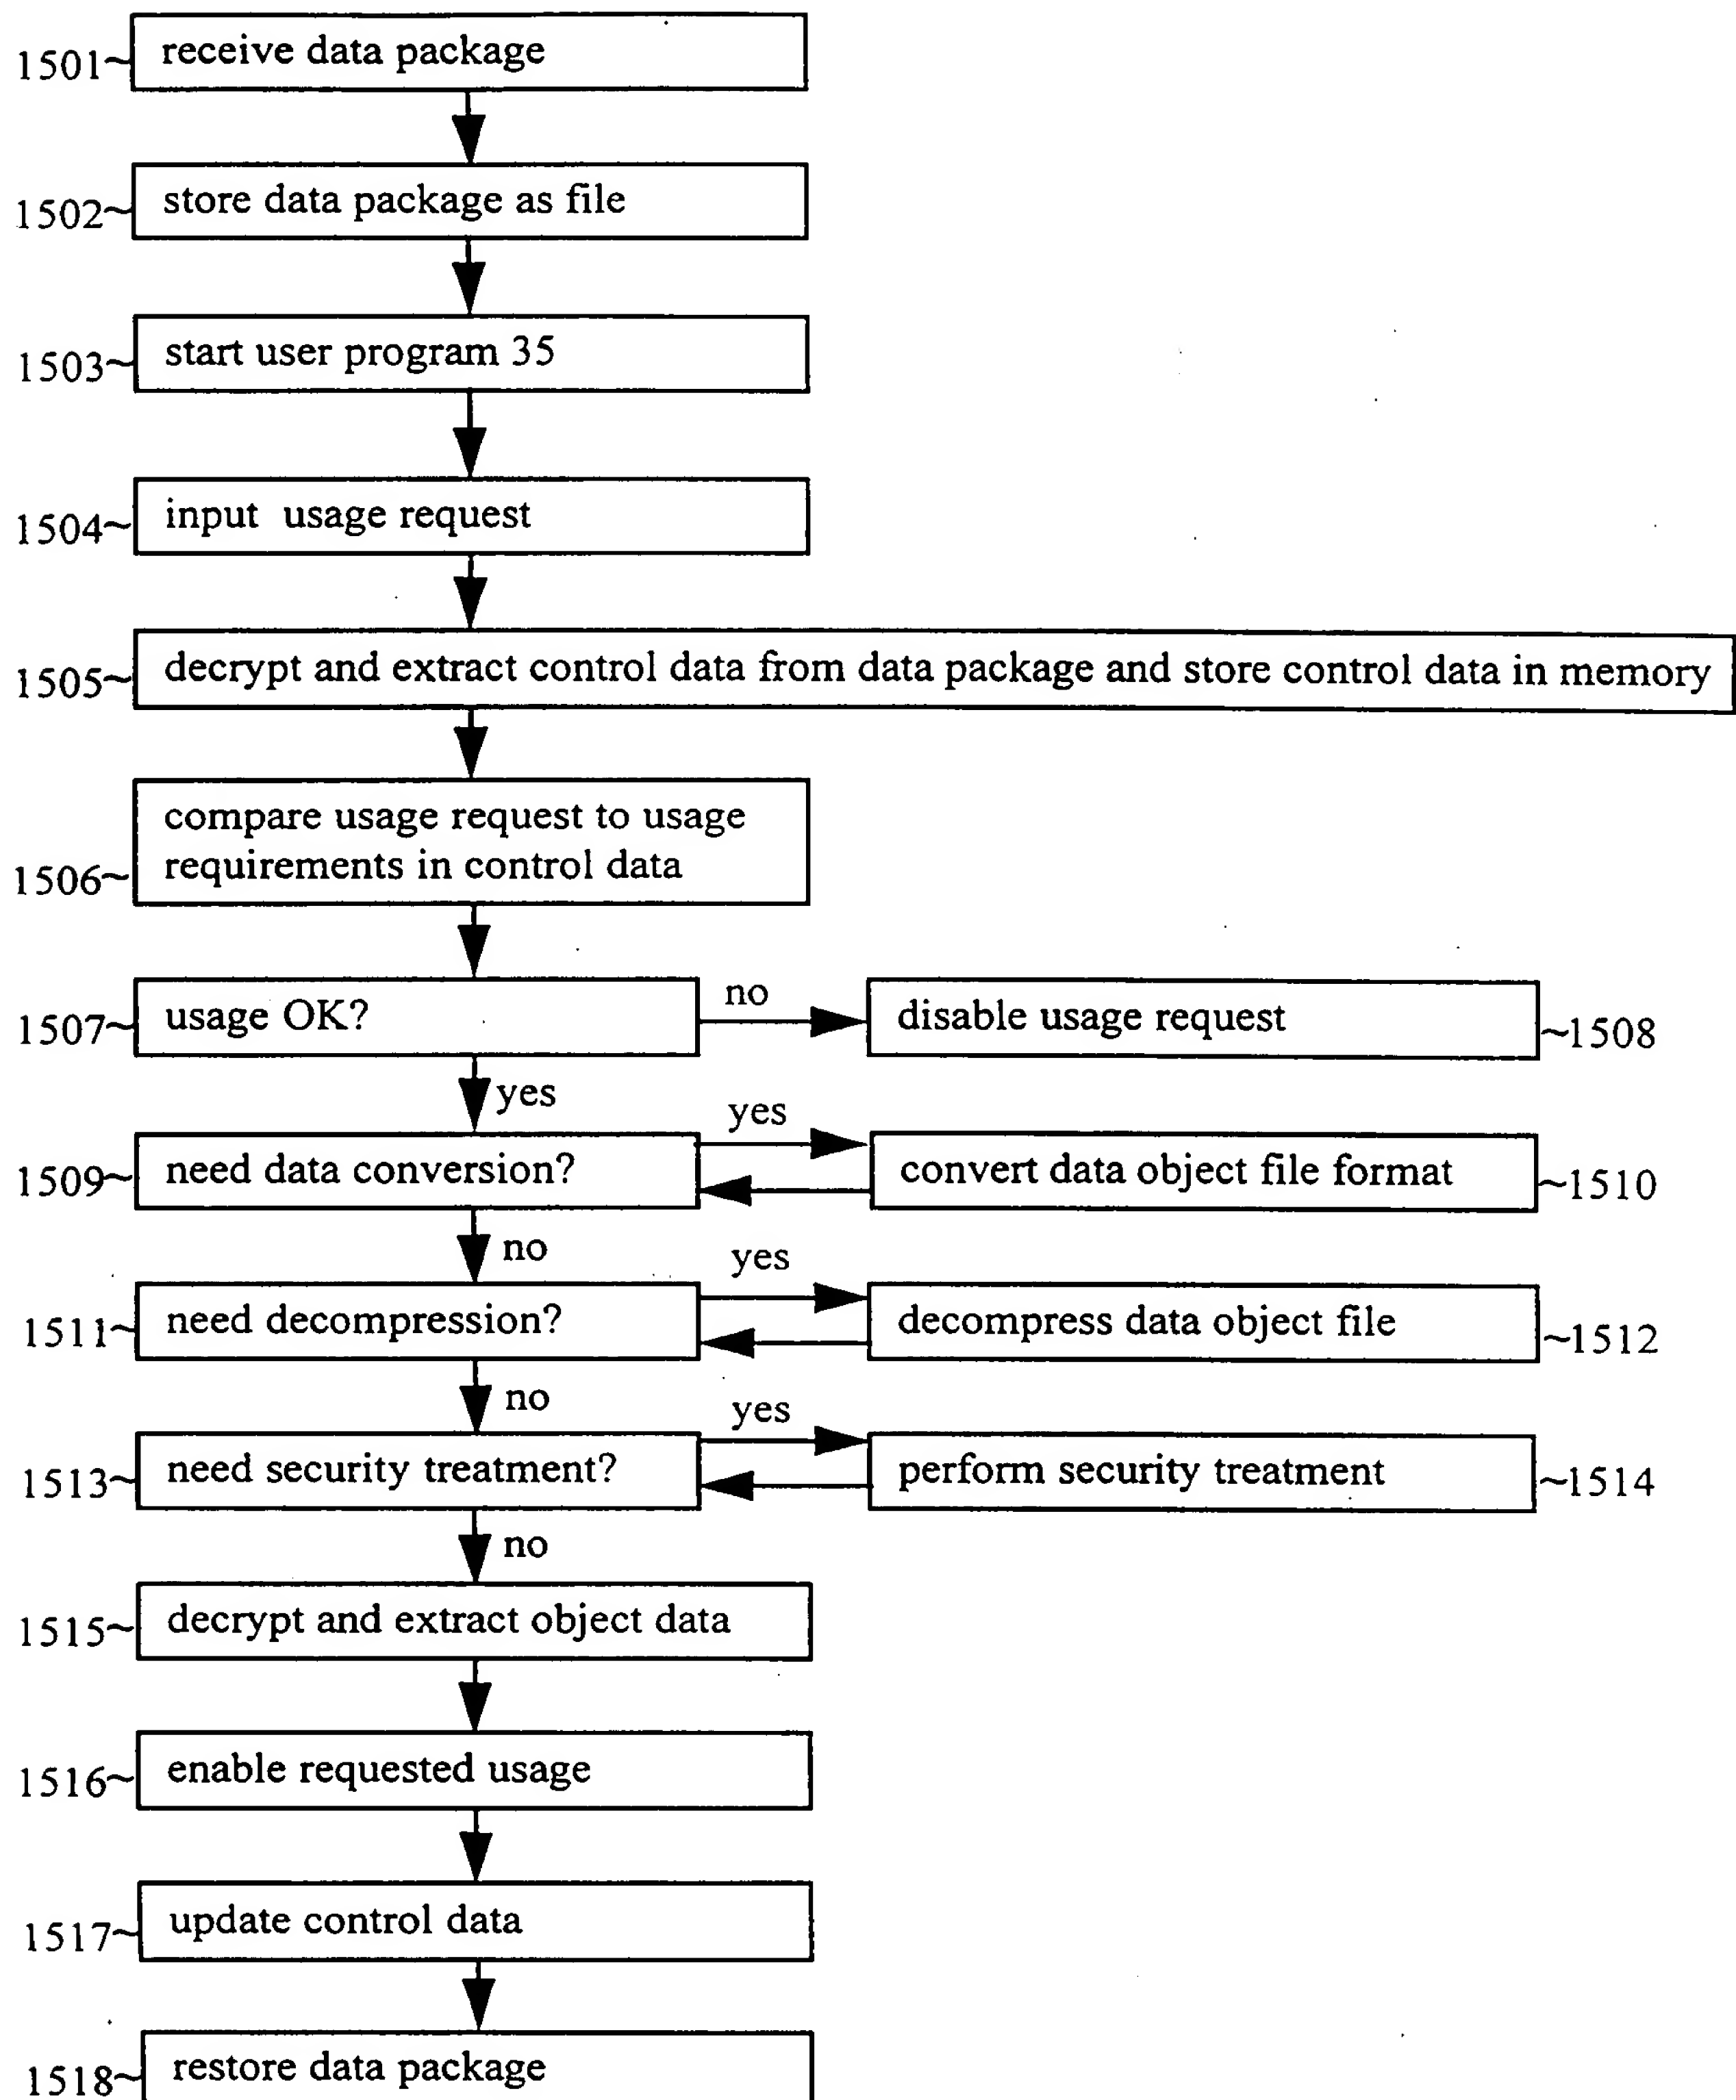 1501~ receive data package
1502~ store data package as file
1503~ start user program 35
1504~ input usage request
1505~ decrypt and extract control data from data package and store control data in memory
compare usage request to usage
1506~ requirements in control data
1507~ usage OK? no disable usage request ~1508
yes
yes
1509~ need data conversion? convert data object file format ~1510
no
yes
1511~ need decompression? decompress data object file ~1512
no
yes
1513~ need security treatment? perform security treatment ~1514
no
1515~ decrypt and extract object data
1516~ enable requested usage
1517~ update control data
1518~ restore data package